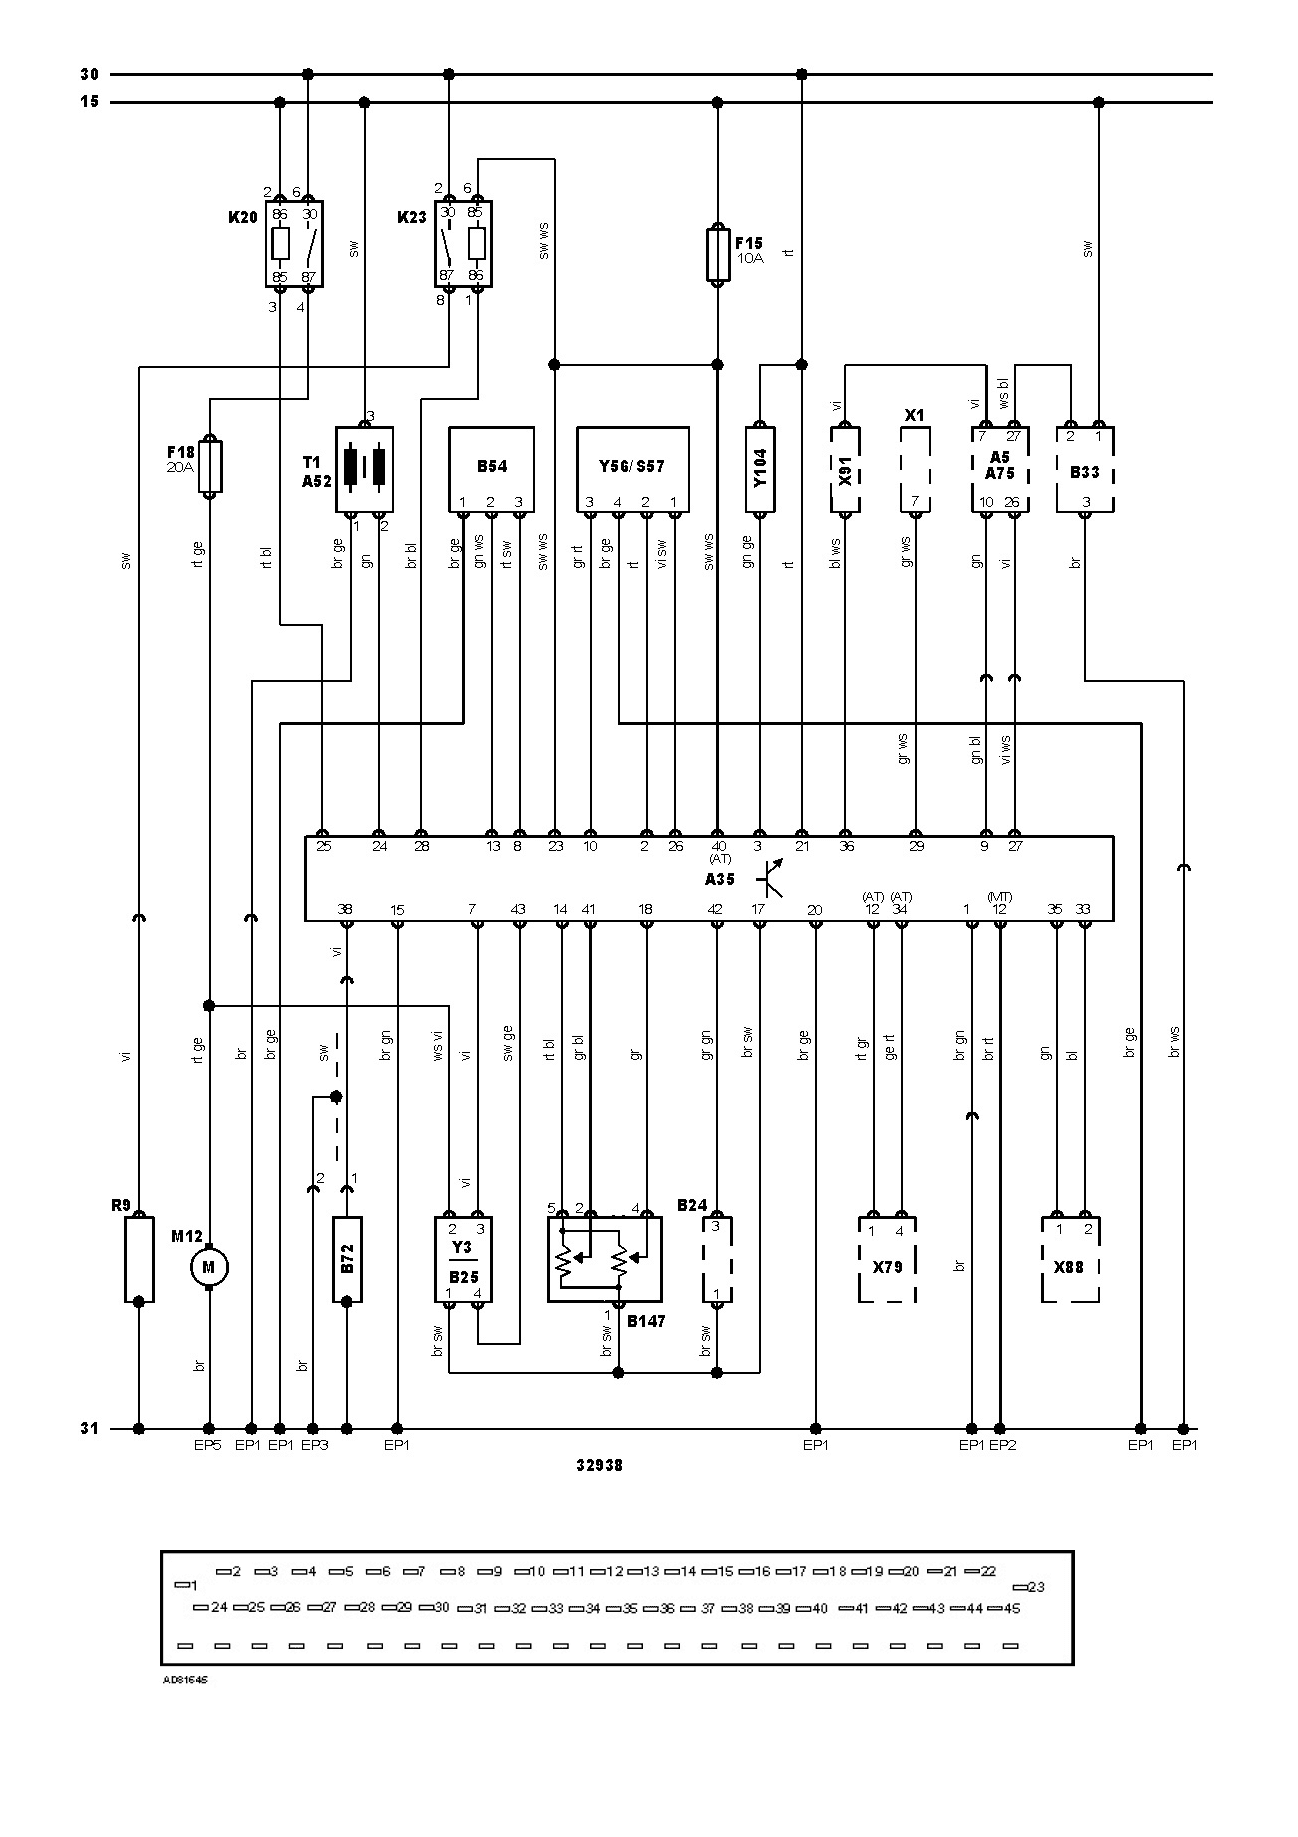 30
15
2 6 2 6
86 30 30 85
K20 K23
sw sw ws F15 rt sw
10A
85 87 87 86
3 4 8 1
vi vi ws bl
3 X1
7 27 2 1
F18
20A
T1
A52
B54 Y56/S57 Y104 X91 A5
A75
B33
1 2 3 3 4 2 1 7 10 26 3
1 2
sw rt ge rt bl br ge gn br bl br ge gn ws rt sw sw ws gr rt br ge rt vi sw sw ws gn ge rt bl ws gr ws gn vi br
gr ws gn bl vi ws
25 24 28 13 8 23 10 2 26 40 3 21 36 29 9 27
(AT)
A35
(AT) (AT) (MT)
38 15 7 43 14 41 18 42 17 20 12 34 1 12 35 33
vi
vi rt ge br br ge sw br gn ws vi vi sw ge rt bl gr bl gr gr gn br sw br ge rt gr ge rt br gn br rt gn bl br ge br ws
2 1 vi
R9 5 2 4 B24
M12 2 3 3 1 4 1 2
M B72 Y3
B25
X79 X88
br
1 4 1
1 B147
br br br sw br sw br sw
31
EP5 EP1 EP1 EP3 EP1 EP1 EP1 EP2 EP1 EP1
32938
2 3 4 5 6 7 8 9 10 11 12 13 14 15 16 17 18 19 20 21 22
1 23
24 25 26 27 28 29 30 31 32 33 34 35 36 37 38 39 40 41 42 43 44 45
AD81645